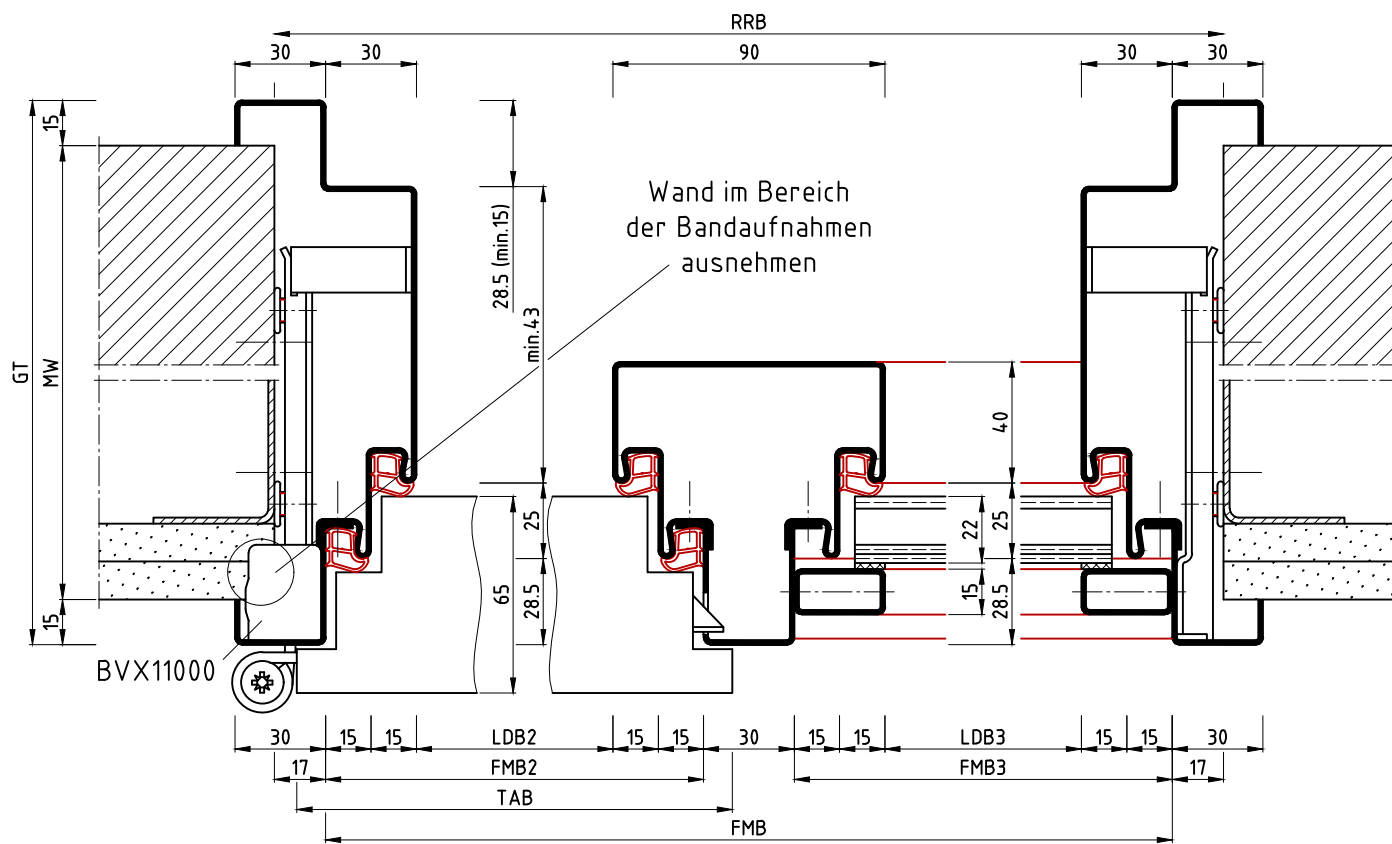 RRB
30
30
90
30
30
15
GT
MW
15
28.5 (min.15)
min.43
Wand im Bereich
der Bandaufnahmen
ausnehmen
40
25
28.5
65
22
15
25
28.5
BVX11000
30
15
15
LDB2
15
15
30
15
15
LDB3
15
15
30
17
FMB2
FMB3
17
TAB
FMB